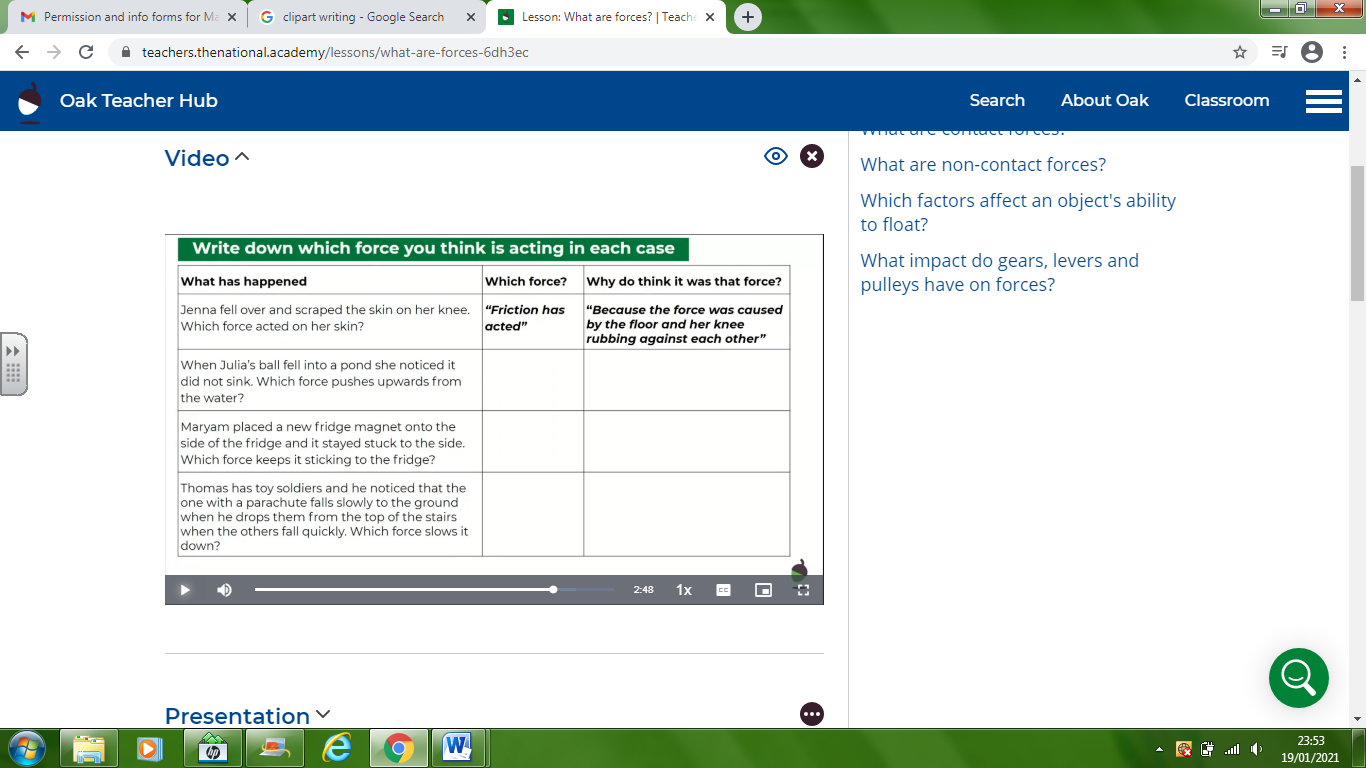 Permission and info forms for Ma
clipart writing - Google Search
Lesson: What are forces? | Teache
teachers.thenational.academy/lessons/what-are-forces-6dh3ec
Oak Teacher Hub
Search
About Oak
Classroom
What are contact forces?
What are non-contact forces?
Which factors affect an object's ability
to float?
What impact do gears, levers and
pulleys have on forces?
Video
Write down which force you think is acting in each case
What has happened
Which force?
Why do think it was that force?
Jenna fell over and scraped the skin on her knee.
Which force acted on her skin?
“Friction has
acted”
“Because the force was caused
by the floor and her knee
rubbing against each other”
When Julia’s ball fell into a pond she noticed it
did not sink. Which force pushes upwards from
the water?
Maryam placed a new fridge magnet onto the
side of the fridge and it stayed stuck to the side.
Which force keeps it sticking to the fridge?
Thomas has toy soldiers and he noticed that the
one with a parachute falls slowly to the ground
when he drops them from the top of the stairs
when the others fall quickly. Which force slows it
down?
2:48
1x
CC
Presentation
23:53
19/01/2021